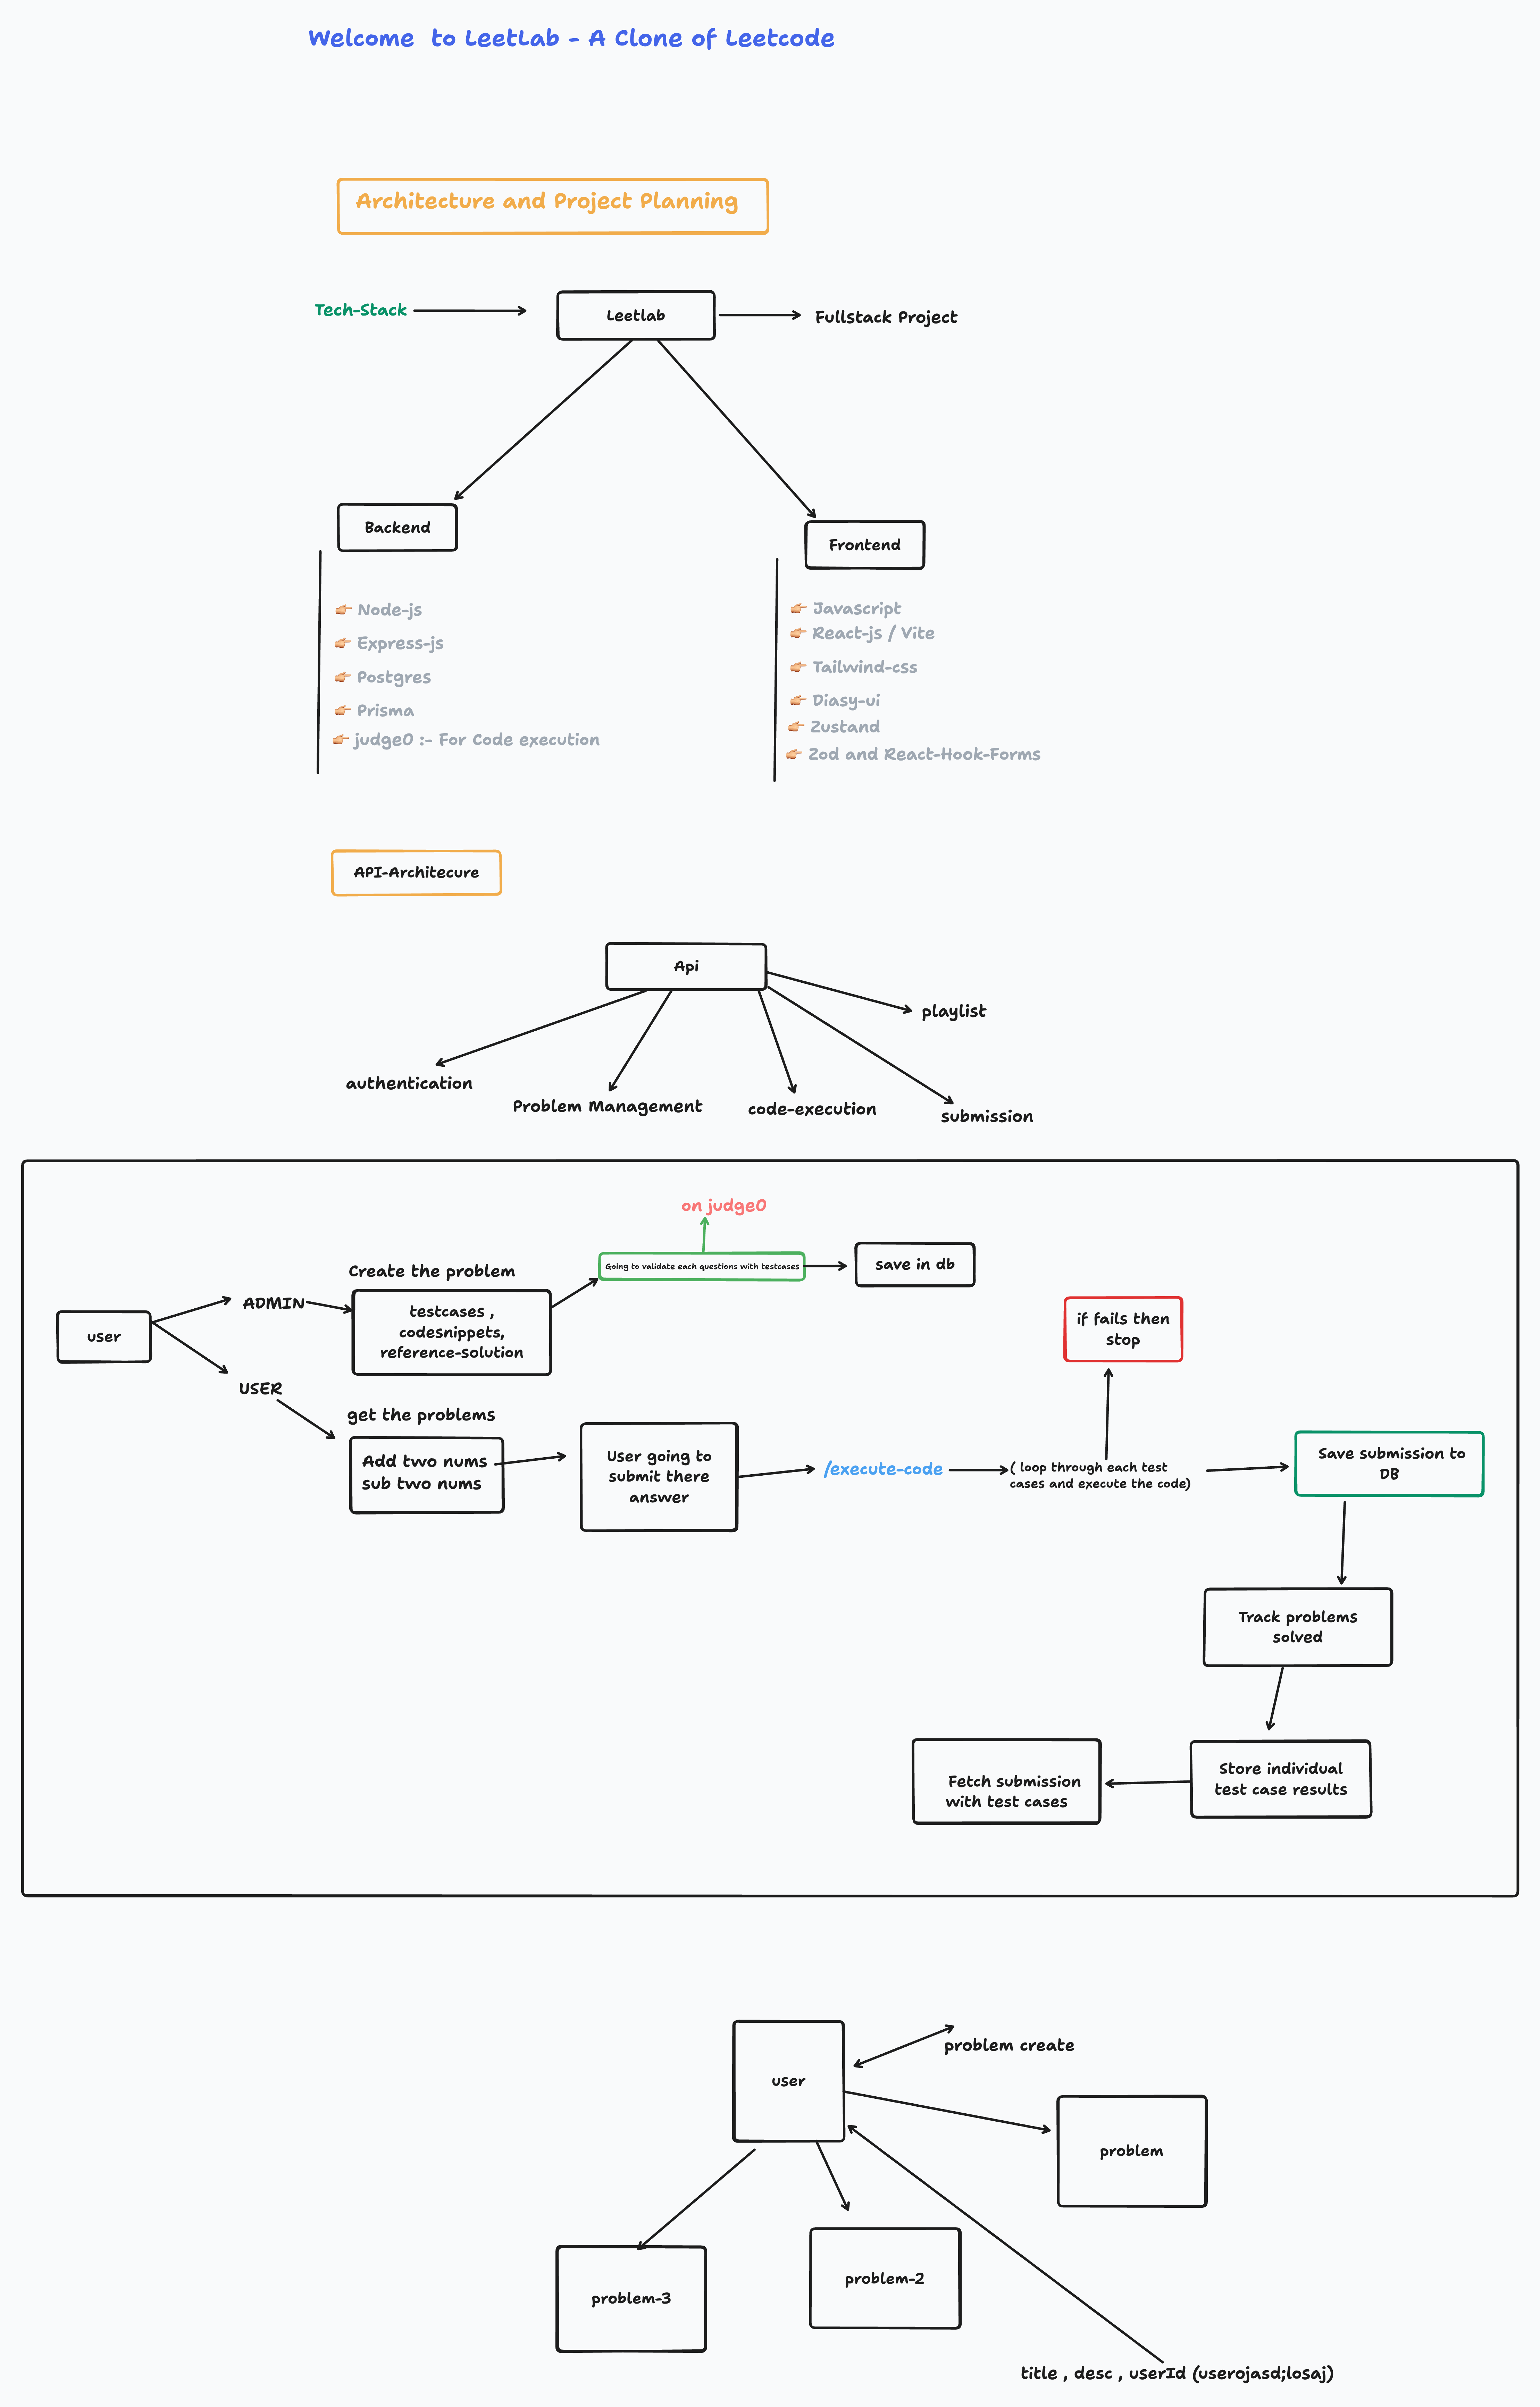 Welcome to LeetLab - A Clone of Leetcode
Architecture and Project Planning
Tech-Stack
Leetlab
Fullstack Project
Backend
Frontend
Node-js
Express-js
Postgres
Prisma
judge0 :- For Code execution
Javascript
React-js / Vite
Tailwind-css
Diasy-ui
Zustand
Zod and React-Hook-Forms
API-Architecure
Api
playlist
authentication
Problem Management
code-execution
submission
on judge0
Going to validate each questions with testcases
save in db
Create the problem
ADMIN
testcases ,
codesnippets,
reference-solution
user
if fails then
stop
USER
get the problems
Add two nums
sub two nums
User going to
submit there
answer
/execute-code
( loop through each test
cases and execute the code)
Save submission to
DB
Track problems
solved
Store individual
test case results
Fetch submission
with test cases
user
problem create
problem
problem-2
problem-3
title , desc , userId (userojasd;losaj)